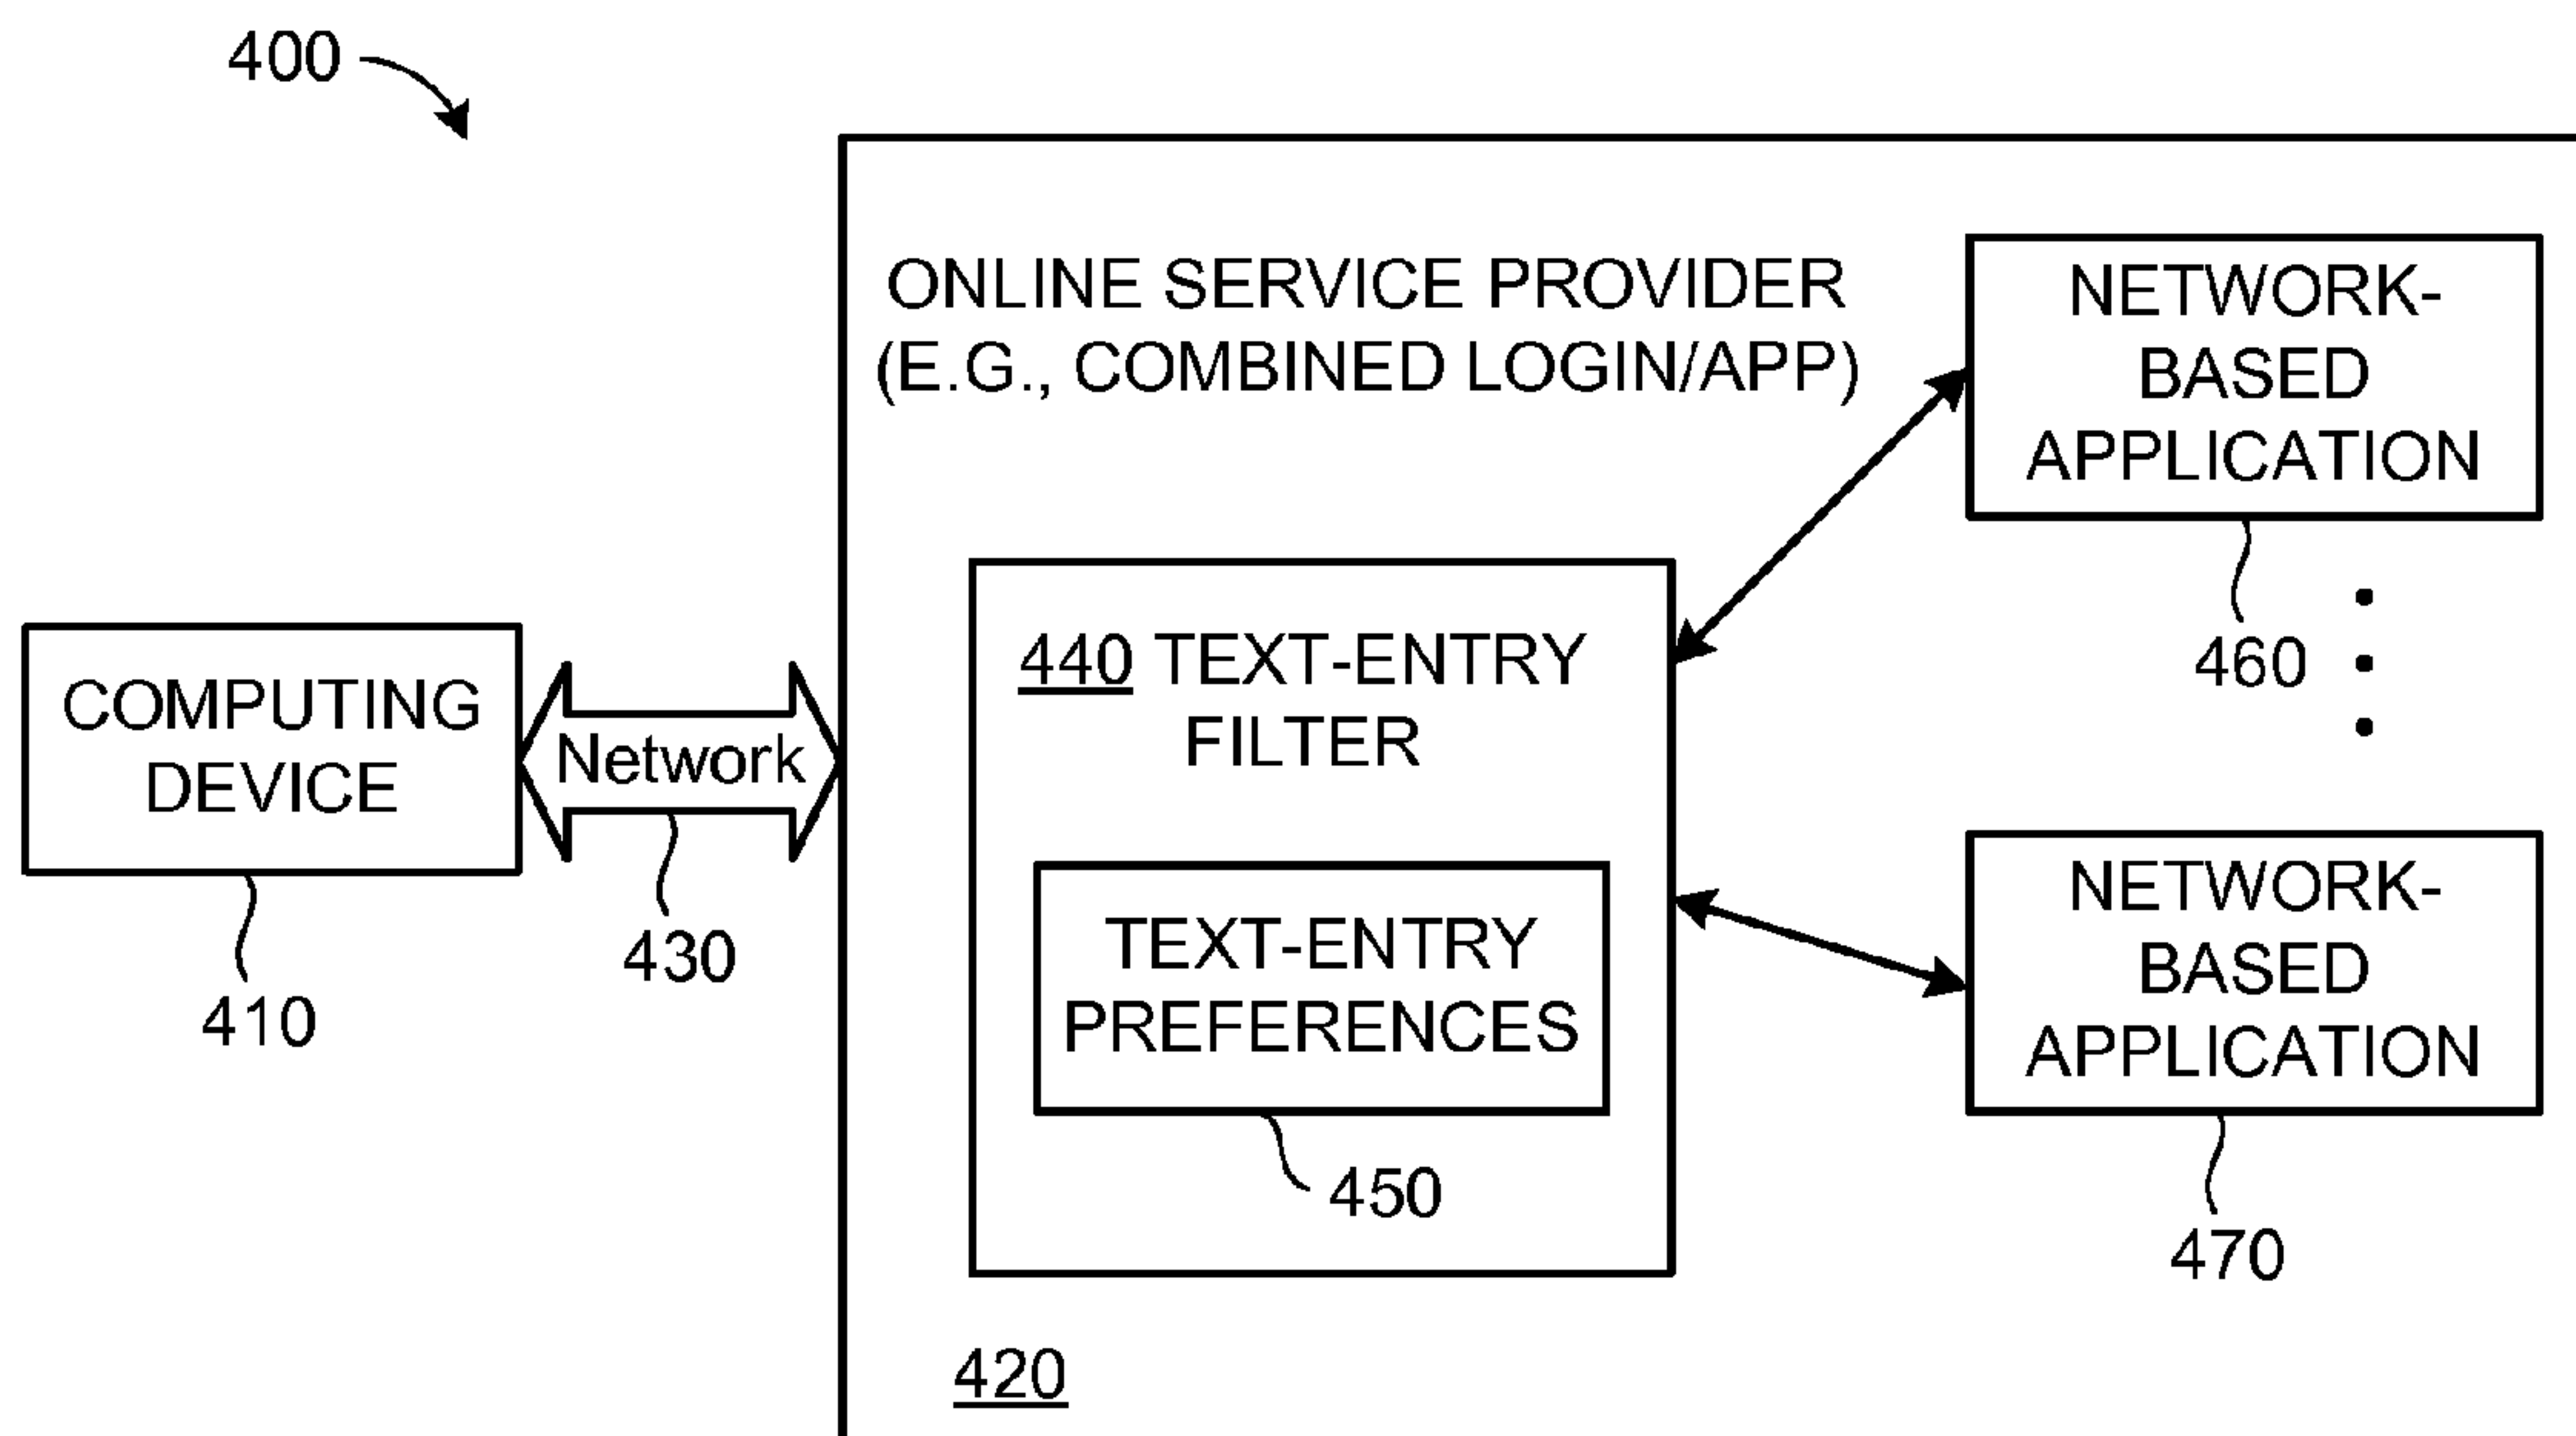 400
ONLINE SERVICE PROVIDER
(E.G., COMBINED LOGIN/APP)
NETWORK-
BASED
APPLICATION
460
440 TEXT-ENTRY
FILTER
COMPUTING
DEVICE
410
Network
430
TEXT-ENTRY
PREFERENCES
450
NETWORK-
BASED
APPLICATION
470
420